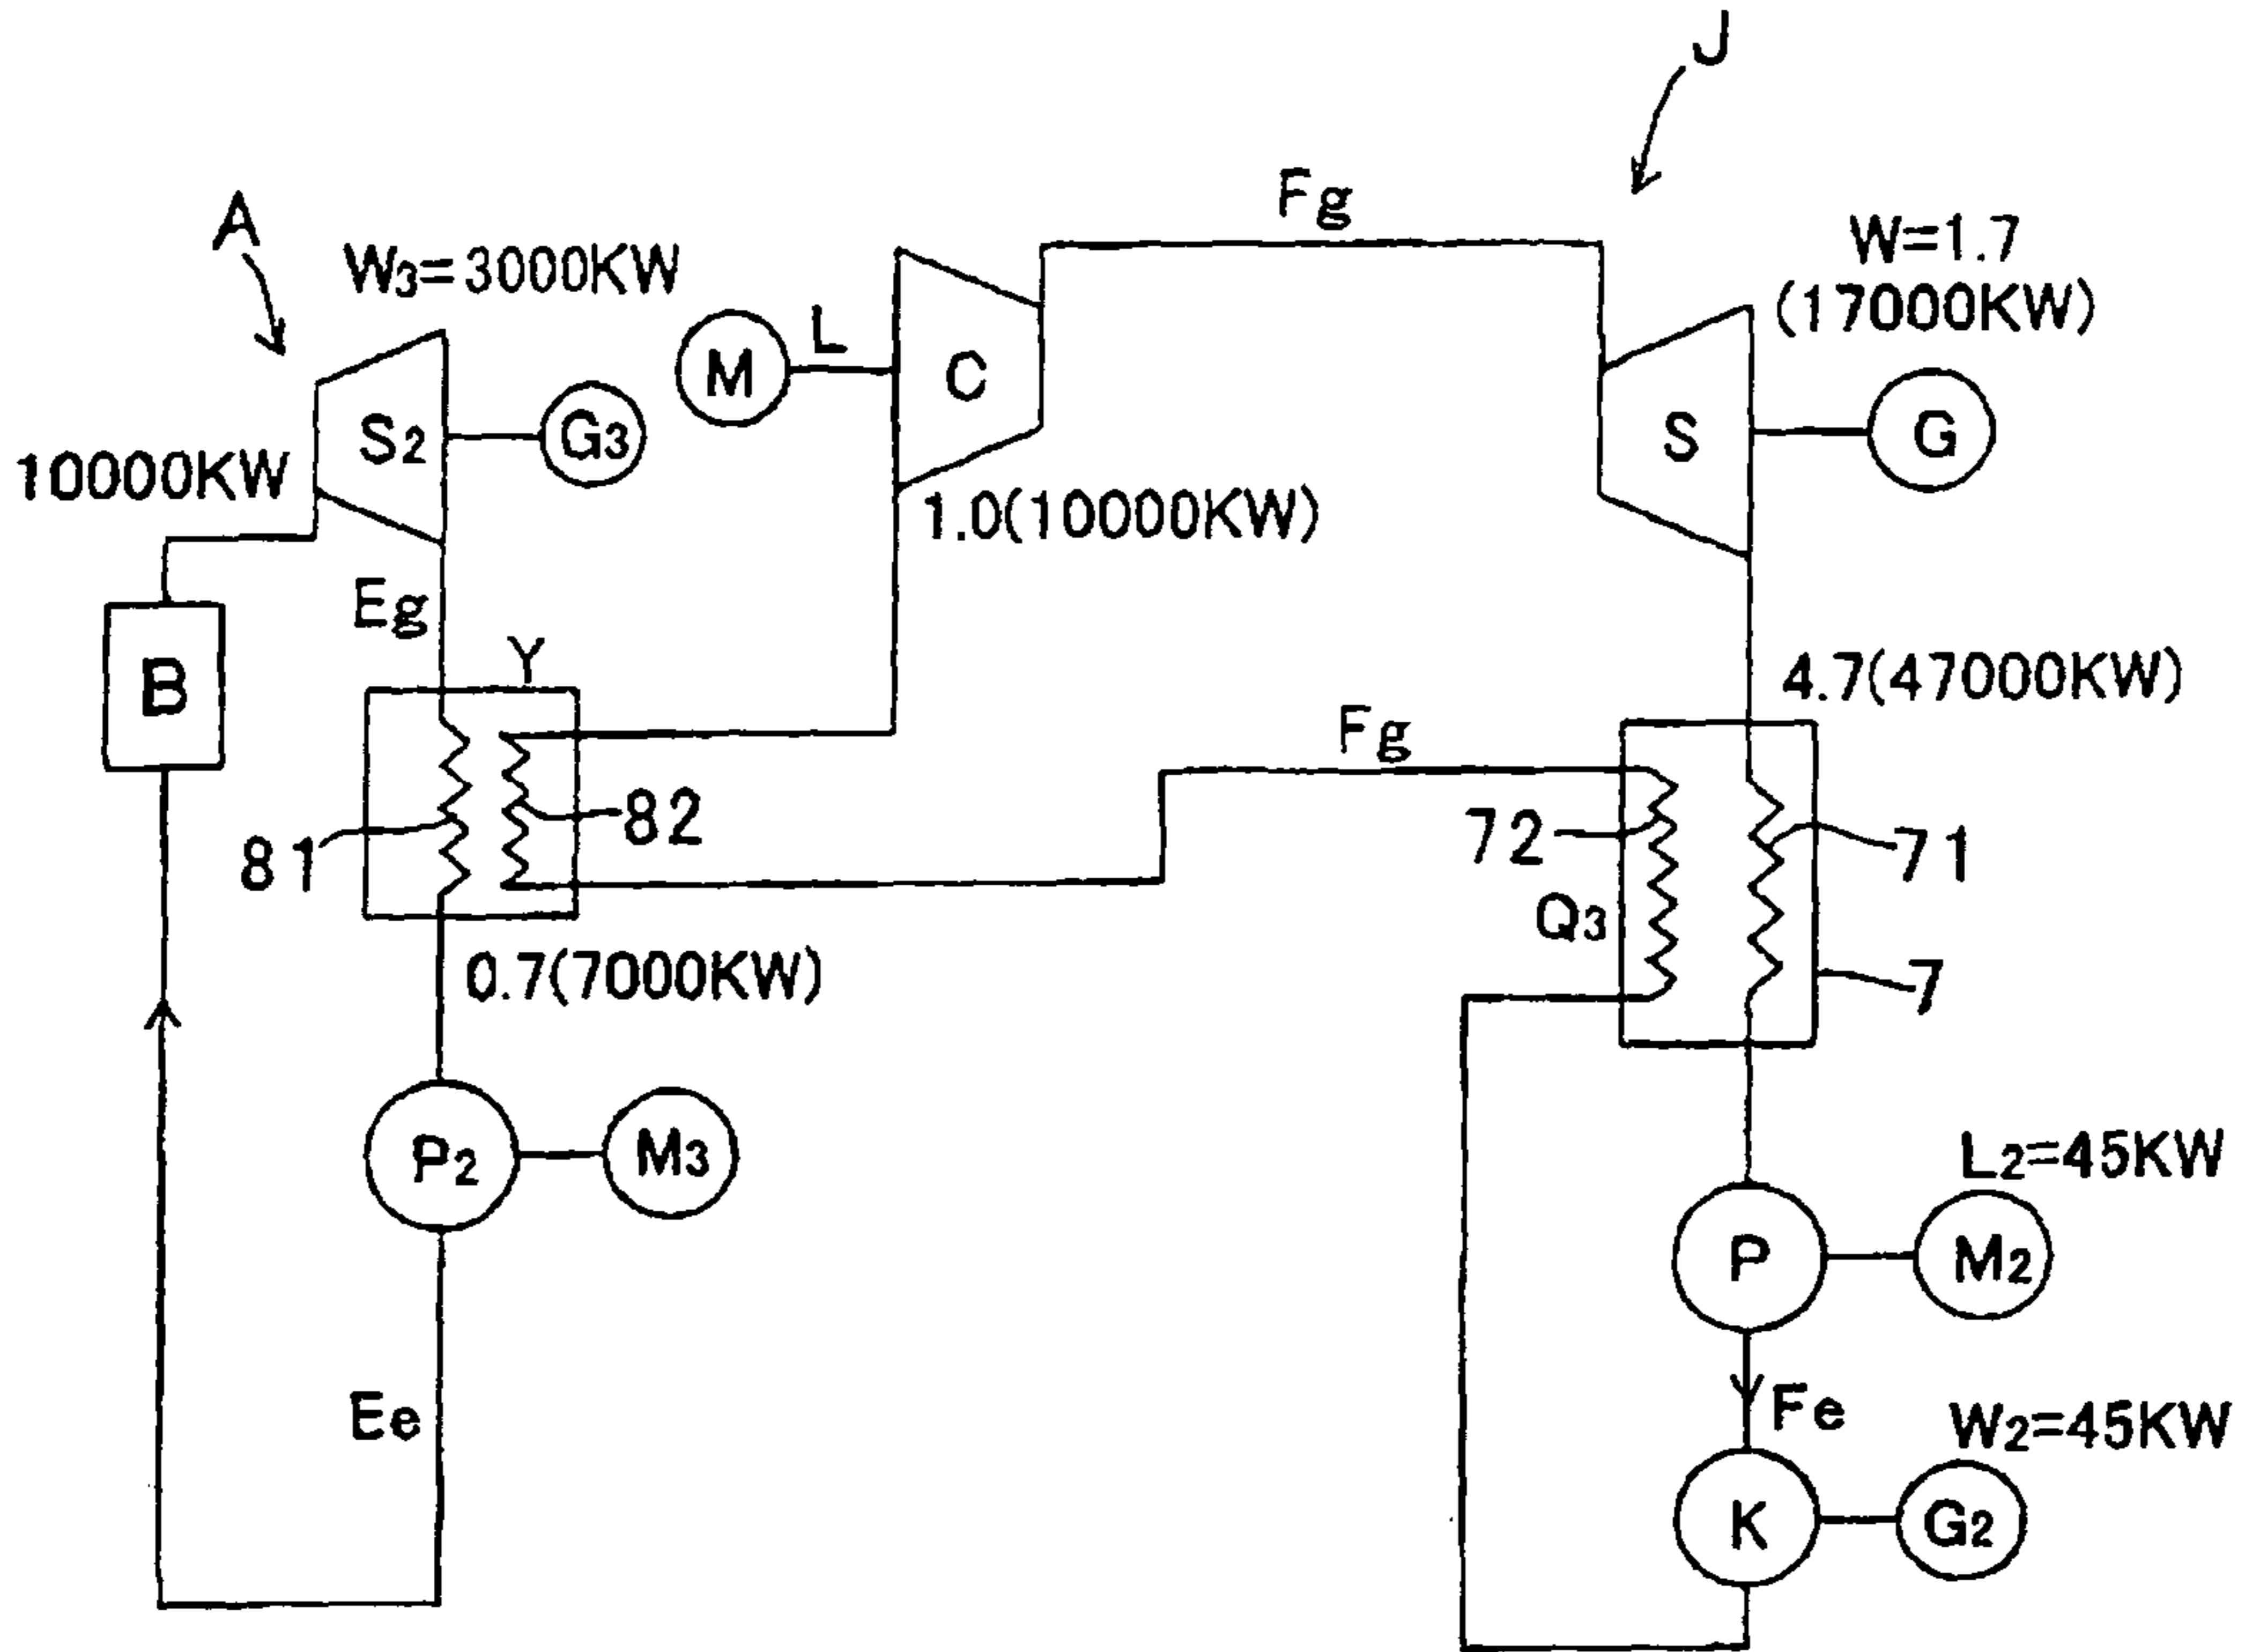 J
Fg
A
W3=3000KW
W=1.7
(17000KW)
M
L
C
S2
G3
S
G
10000KW
1.0(10000KW)
Eg
Y
B
4.7(47000KW)
Fg
81
82
72
71
Q3
7
0.7(7000KW)
P2
M3
L2=45KW
P
M2
Ee
Fe
W2=45KW
K
G2